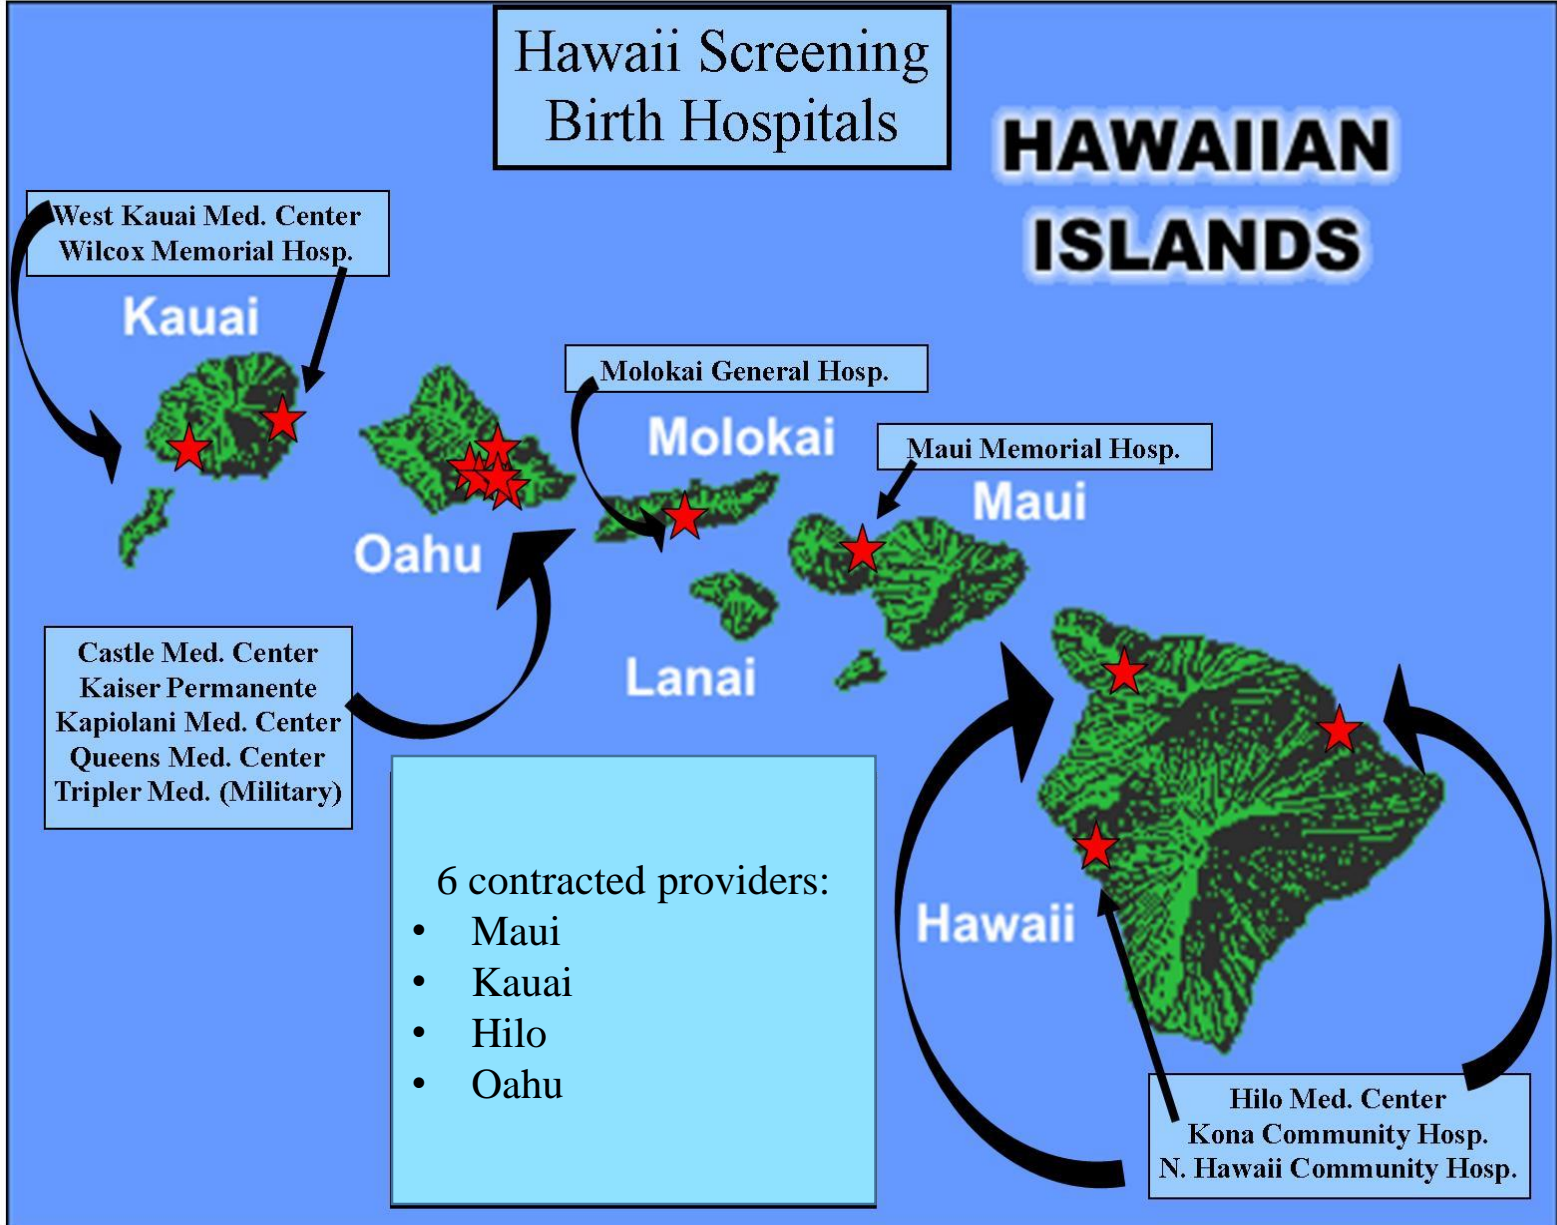 Hawaii Screening
Birth Hospitals
HAWAIIAN
ISLANDS
West Kauai Med. Center
Wilcox Memorial Hosp.
Kauai
Molokai General Hosp.
Molokai
Maui Memorial Hosp.
Maui
Oahu
Lanai
Castle Med. Center
Kaiser Permanente
Kapiolani Med. Center
Queens Med. Center
Tripler Med. (Military)
6 contracted providers:
• Maui
• Kauai
• Hilo
• Oahu
Hawaii
Hilo Med. Center
Kona Community Hosp.
N. Hawaii Community Hosp.